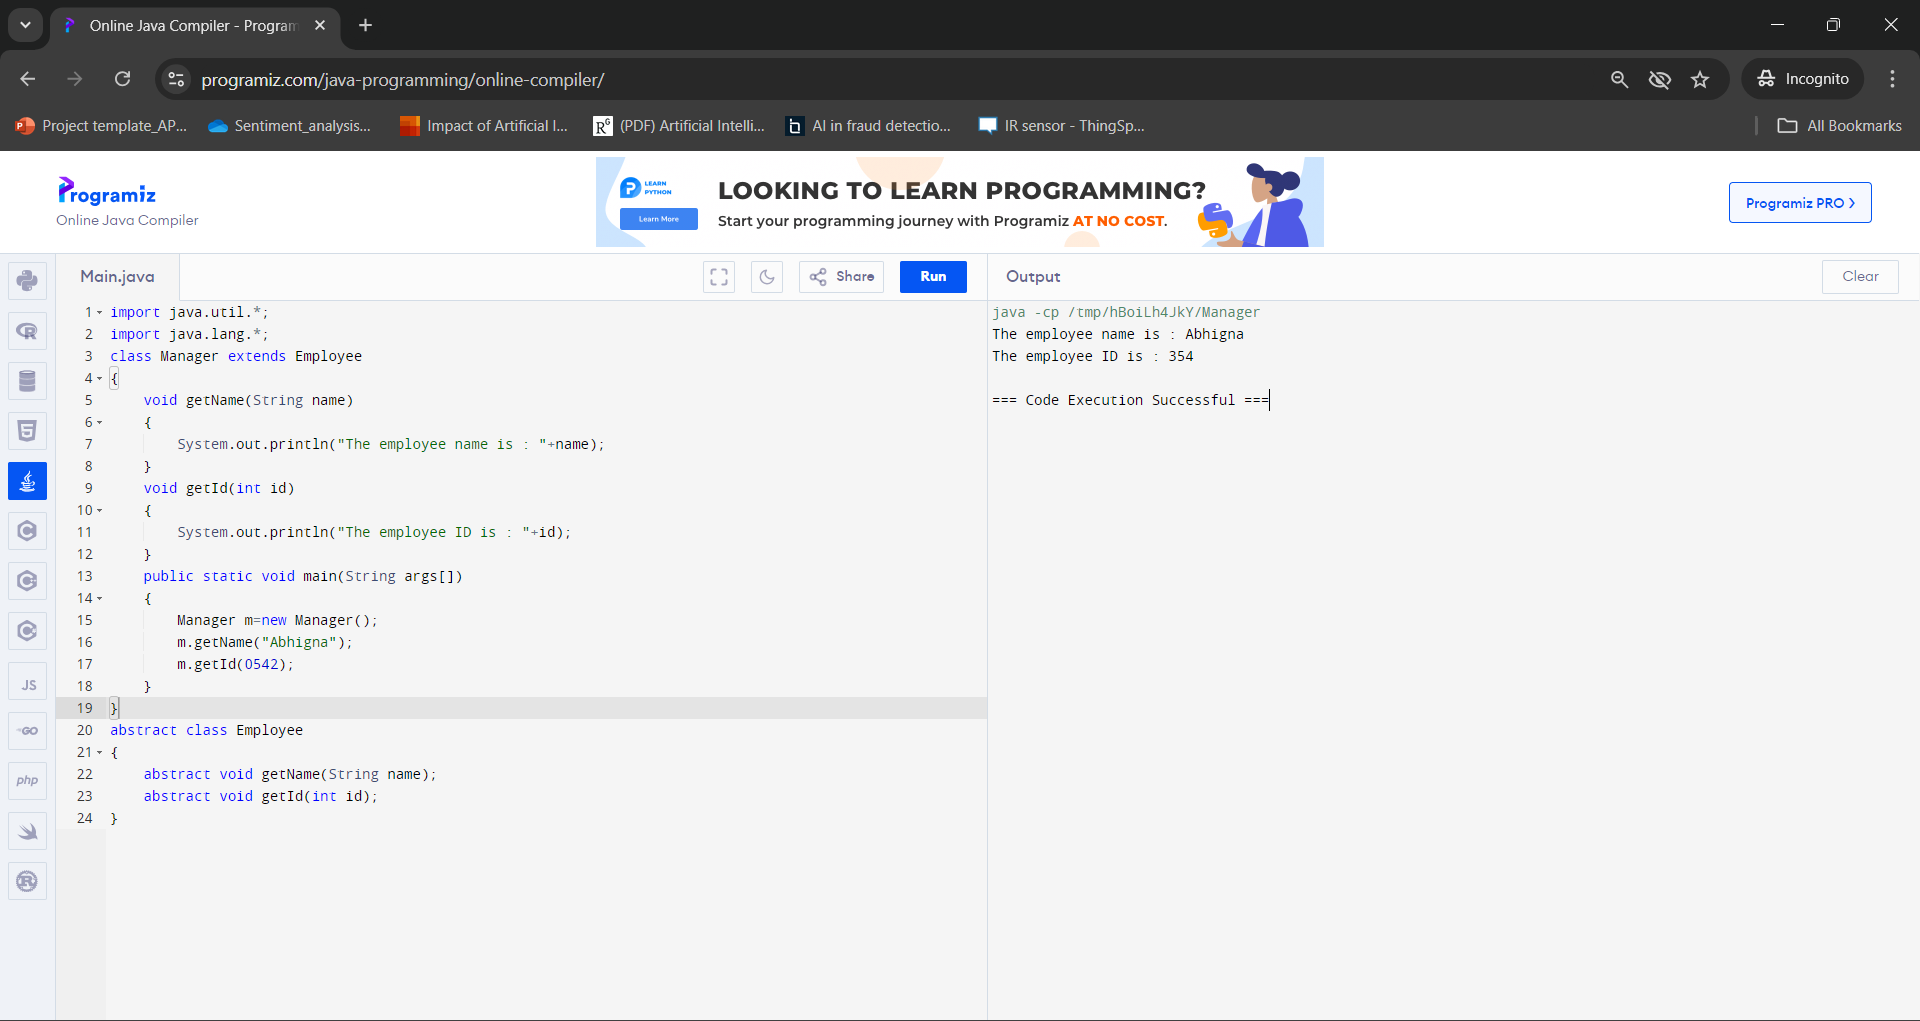 Online Java Compiler - Program
programiz.com/java-programming/online-compiler/
Incognito
Project template_AP...
Sentiment_analysis...
Impact of Artificial I...
(PDF) Artificial Intelli...
AI in fraud detectio...
IR sensor - ThingSp...
All Bookmarks
Programiz
Online Java Compiler
LEARN
PYTHON
Learn More
LOOKING TO LEARN PROGRAMMING?
Start your programming journey with Programiz AT NO COST.
Programiz PRO >
Main.java
Share
Run
Output
Clear
1 import java.util.*;
2 import java.lang.*;
3 class Manager extends Employee
4 {
5 void getName(String name)
6 {
7 System.out.println("The employee name is : "+name);
8 }
9 void getId(int id)
10 {
11 System.out.println("The employee ID is : "+id);
12 }
13 public static void main(String args[])
14 {
15 Manager m=new Manager();
16 m.getName("Abhigna");
17 m.getId(0542);
18 }
19 }
20 abstract class Employee
21 {
22 abstract void getName(String name);
23 abstract void getId(int id);
24 }
java -cp /tmp/hBoiLh4JkY/Manager
The employee name is : Abhigna
The employee ID is : 354
=== Code Execution Successful ===
JS
GO
php